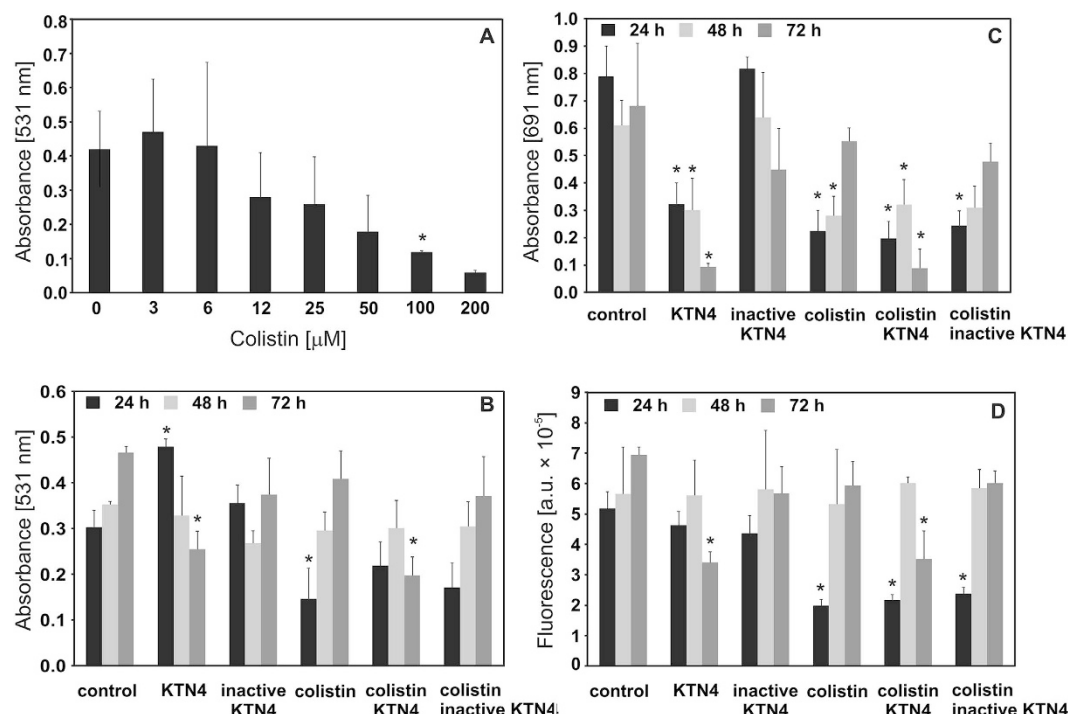 A
Absorbance [531 nm]
0.8
0.7
0.6
0.5
0.4
0.3
0.2
0.1
0.0
*
0 3 6 12 25 50 100 200
Colistin [μM]
C
24 h 48 h 72 h
Absorbance [691 nm]
1.0
0.9
0.8
0.7
0.6
0.5
0.4
0.3
0.2
0.1
0.0
* * * * * * * * *
control KTN4 inactive colistin colistin colistin
KTN4 KTN4 inactive KTN4
B
24 h 48 h 72 h
Absorbance [531 nm]
0.6
0.5
0.4
0.3
0.2
0.1
0.0
* * * *
control KTN4 inactive colistin colistin colistin
KTN4 KTN4 inactive KTN4
D
24 h 48 h 72 h
Fluorescence [a.u. × 10-5]
9
8
7
6
5
4
3
2
1
0
* * * * *
control KTN4 inactive colistin colistin colistin
KTN4 KTN4 inactive KTN4